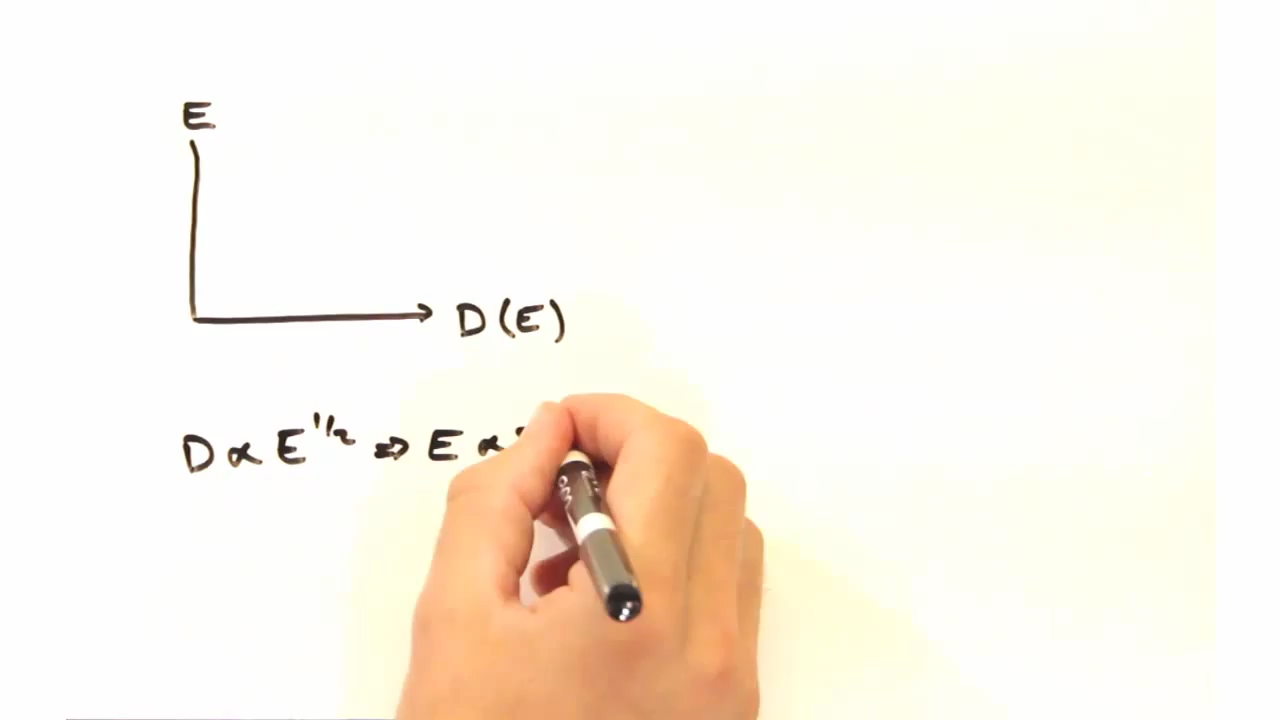 E
D(E)
D ∝ E^1/2 ⇒ E ∝